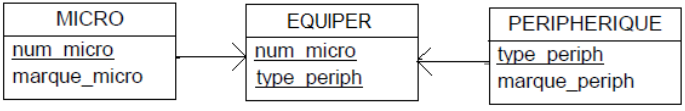 MICRO
num_micro
marque_micro
EQUIPER
num_micro
type_periph
PERIPHERIQUE
type_periph
marque_periph